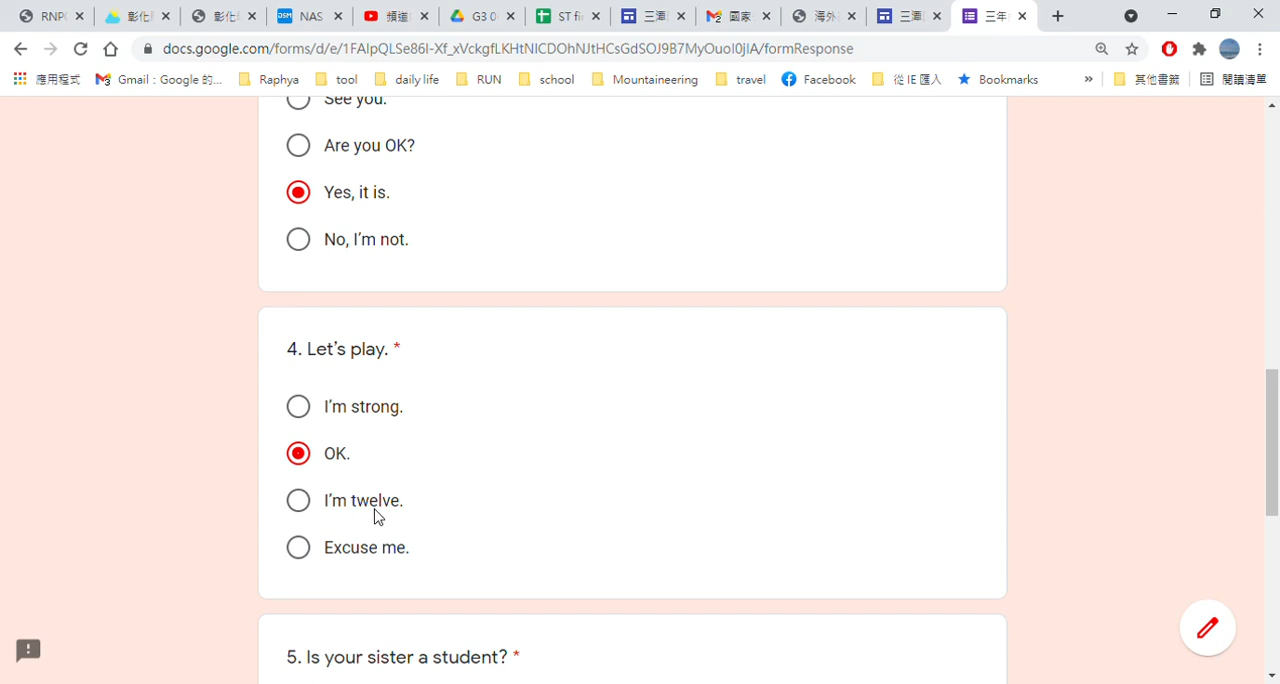 RNPC
彰化
彰化
NAS
頻道
G3 0
ST fi
三潭
國家
海外
三潭
三年
docs.google.com/forms/d/e/1FAIpQLSe86I-Xf_xVckgfLKHtNICDOhNJtHCsGdSOJ9B7MyOuol0jIA/formResponse
應用程式
Gmail：Google 的...
Raphya
tool
daily life
RUN
school
Mountaineering
travel
Facebook
從 IE 匯入
Bookmarks
»
其他書籤
閱讀清單
See you.
Are you OK?
Yes, it is.
No, I'm not.
4. Let's play. *
I'm strong.
OK.
I'm twelve.
Excuse me.
5. Is your sister a student? *